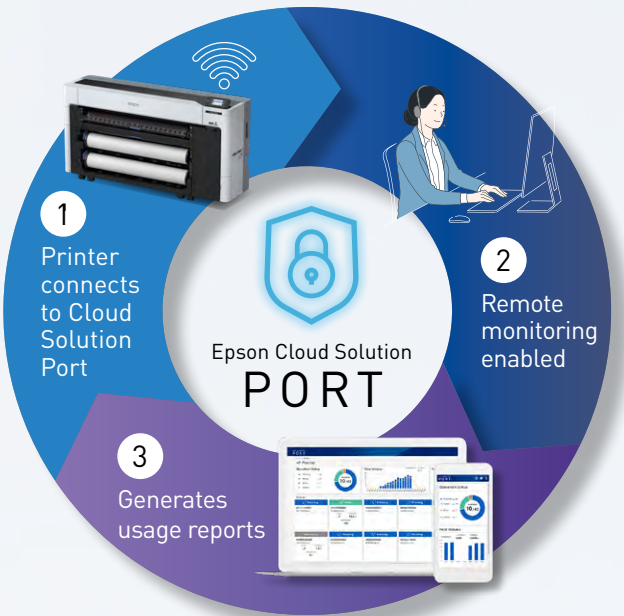 EPSON
1
Printer
connects
to Cloud
Solution
Port
2
Remote
monitoring
enabled
Epson Cloud Solution
PORT
3
Generates
usage reports